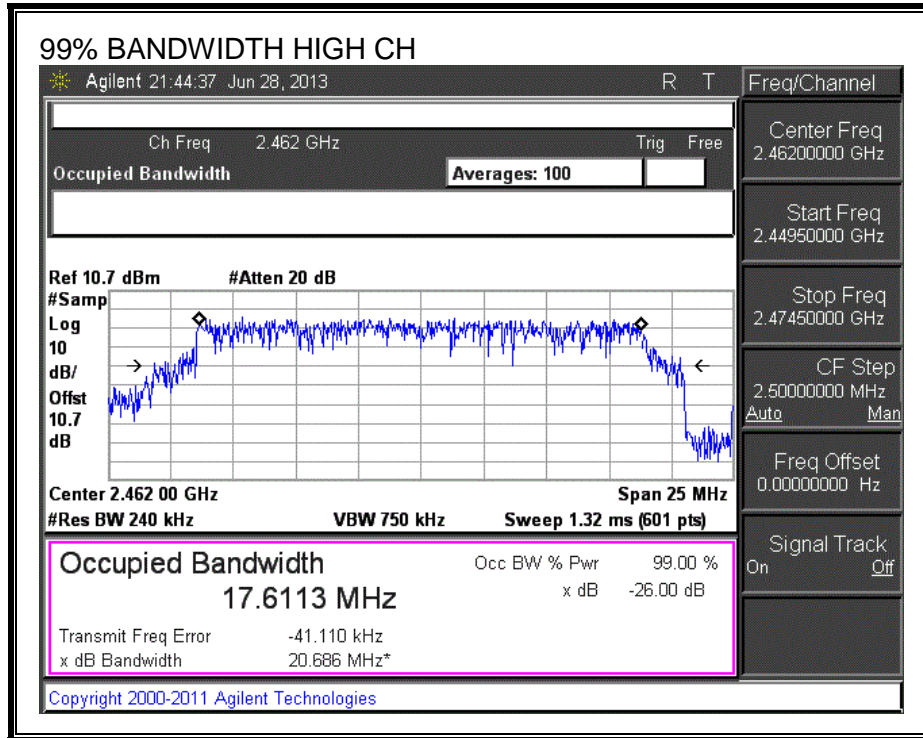 99% BANDWIDTH HIGH CH
Agilent 21:44:37 Jun 28, 2013 R T
Freq/Channel
Ch Freq 2.462 GHz Trig Free
Occupied Bandwidth Averages: 100
Center Freq
2.46200000 GHz
Start Freq
2.44950000 GHz
Stop Freq
2.47450000 GHz
CF Step
2.50000000 MHz
Auto Man
Freq Offset
0.00000000 Hz
Signal Track
On Off
Ref 10.7 dBm #Atten 20 dB
#Samp
Log
10
dB/
Offst
10.7
dB
Center 2.462 00 GHz Span 25 MHz
#Res BW 240 kHz VBW 750 kHz Sweep 1.32 ms (601 pts)
Occupied Bandwidth Occ BW % Pwr 99.00 %
17.6113 MHz x dB -26.00 dB
Transmit Freq Error -41.110 kHz
x dB Bandwidth 20.686 MHz*
Copyright 2000-2011 Agilent Technologies